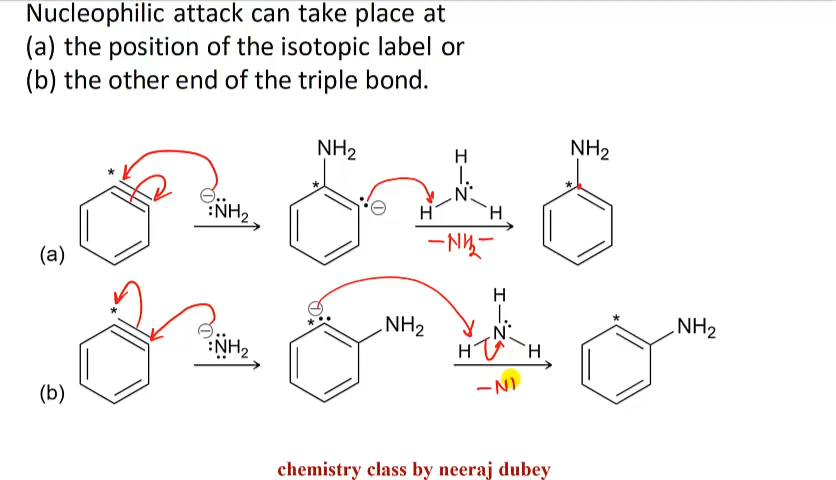 Nucleophilic attack can take place at
(a) the position of the isotopic label or
(b) the other end of the triple bond.
NH2
H
NH2
*
*
N:
*
:NH2
:⊖
H
H
-NH2-
(a)
H
*
⊖
*
NH2
N:
*
NH2
:NH2
H
H
-N
(b)
chemistry class by neeraj dubey